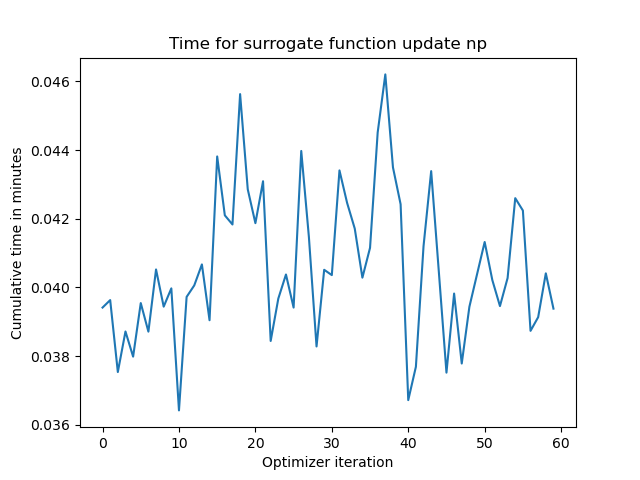 Time for surrogate function update np
0.046
0.044
0.042
0.040
0.038
0.036
Cumulative time in minutes
0 10 20 30 40 50 60
Optimizer iteration